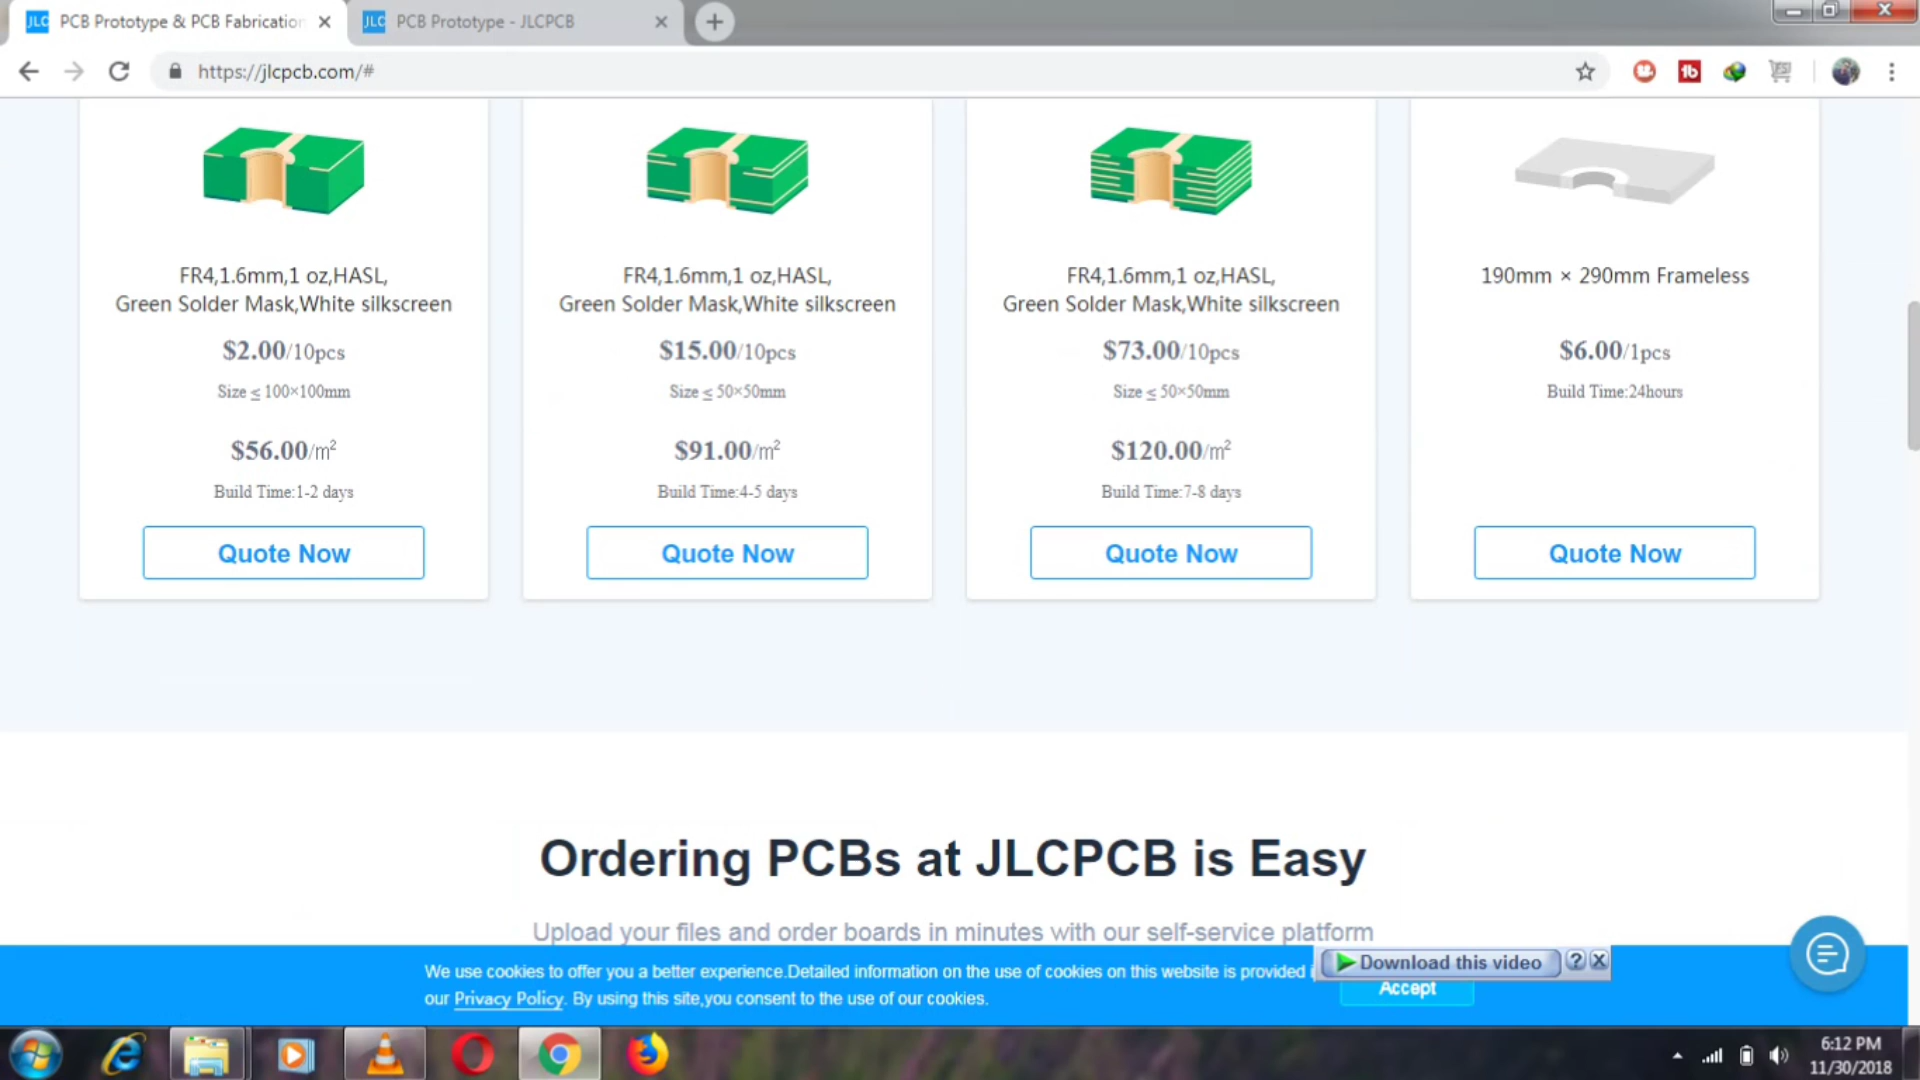 JLC PCB Prototype & PCB Fabrication
JLC PCB Prototype - JLCPCB
https://jlcpcb.com/#
FR4,1.6mm,1 oz,HASL,
Green Solder Mask,White silkscreen
$2.00/10pcs
Size ≤ 100×100mm
$56.00/m²
Build Time:1-2 days
Quote Now
FR4,1.6mm,1 oz,HASL,
Green Solder Mask,White silkscreen
$15.00/10pcs
Size ≤ 50×50mm
$91.00/m²
Build Time:4-5 days
Quote Now
FR4,1.6mm,1 oz,HASL,
Green Solder Mask,White silkscreen
$73.00/10pcs
Size ≤ 50×50mm
$120.00/m²
Build Time:7-8 days
Quote Now
190mm × 290mm Frameless
$6.00/1pcs
Build Time:24hours
Quote Now
Ordering PCBs at JLCPCB is Easy
Upload your files and order boards in minutes with our self-service platform
We use cookies to offer you a better experience.Detailed information on the use of cookies on this website is provided
our Privacy Policy. By using this site,you consent to the use of our cookies.
Download this video ?
Accept
6:12 PM
11/30/2018